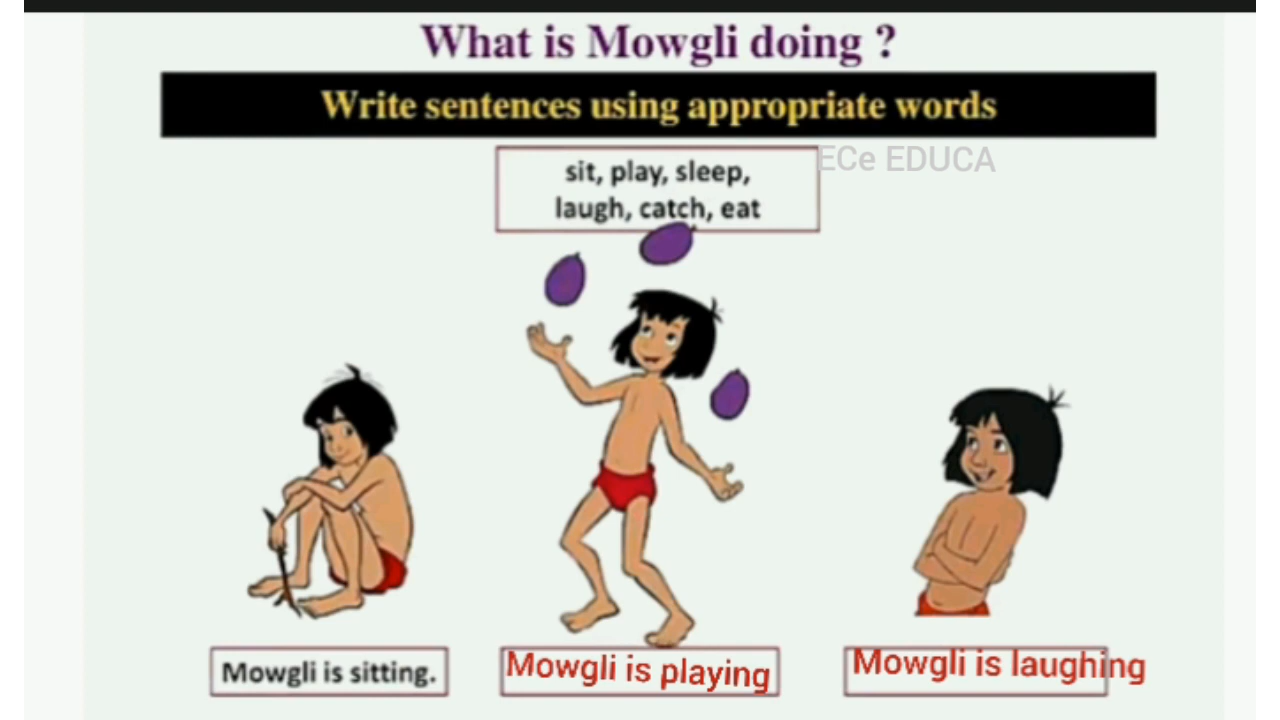 What is Mowgli doing ?
Write sentences using appropriate words
ECe EDUCA
sit, play, sleep,
laugh, catch, eat
Mowgli is sitting.
Mowgli is playing
Mowgli is laughing